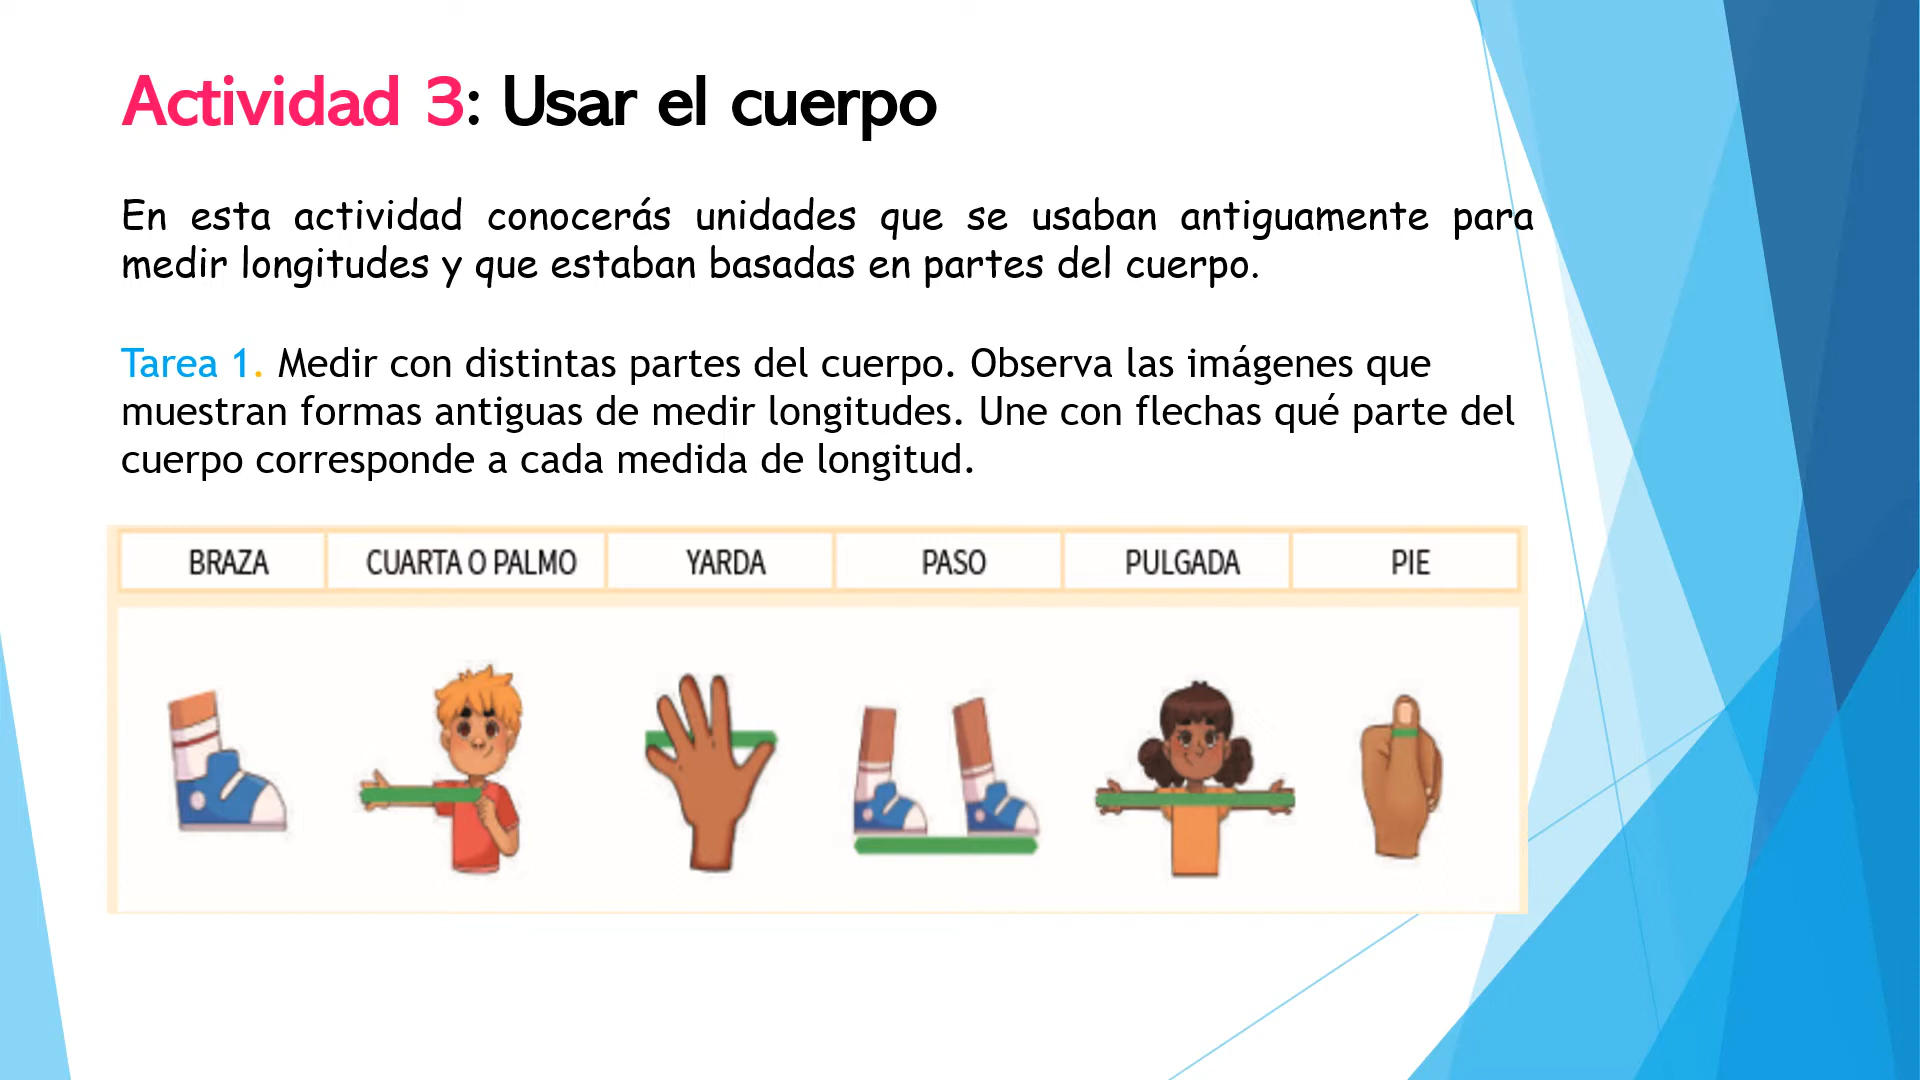 Actividad 3: Usar el cuerpo
En esta actividad conocerás unidades que se usaban antiguamente para
medir longitudes y que estaban basadas en partes del cuerpo.
Tarea 1. Medir con distintas partes del cuerpo. Observa las imágenes que
muestran formas antiguas de medir longitudes. Une con flechas qué parte del
cuerpo corresponde a cada medida de longitud.
BRAZA CUARTA O PALMO YARDA PASO PULGADA PIE